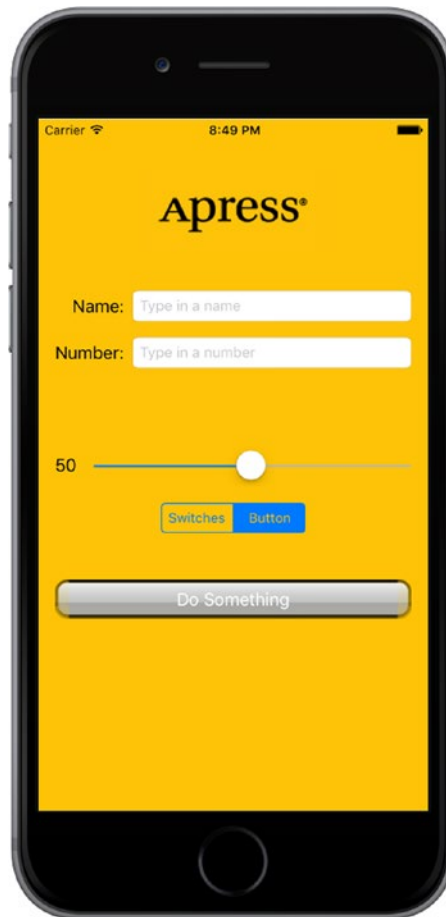 Carrier 8:49 PM
Apress®
Name: Type in a name
Number: Type in a number
50
Switches Button
Do Something